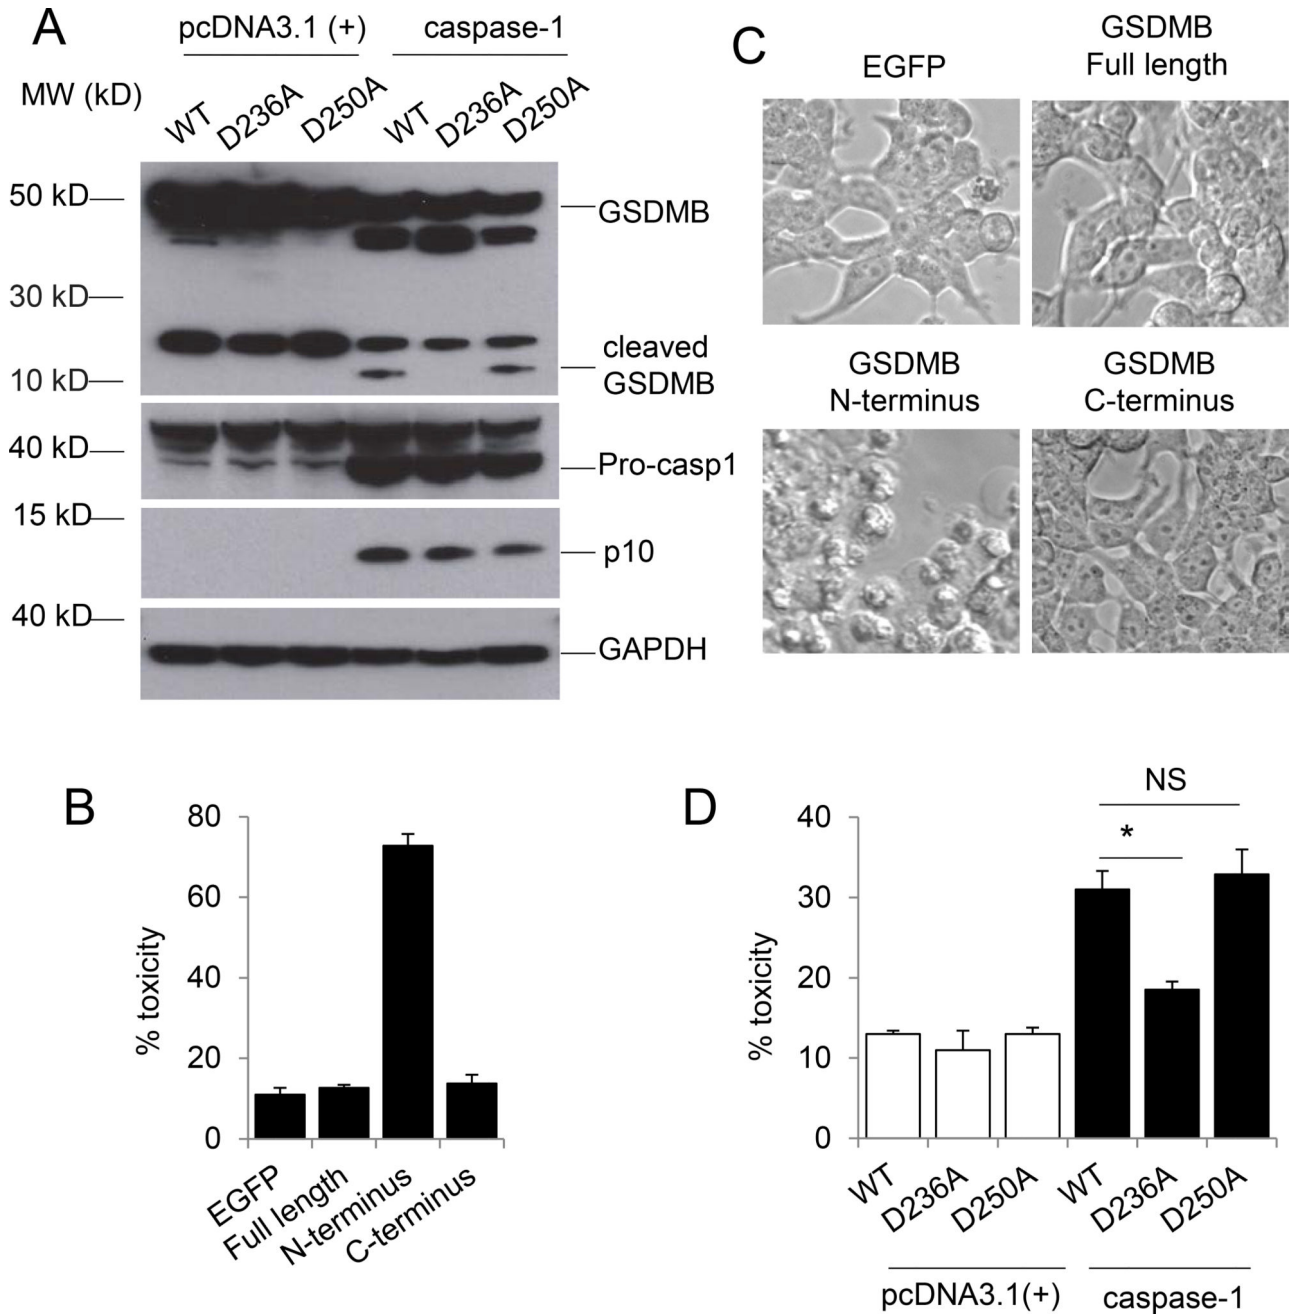 A
pcDNA3.1 (+)
caspase-1
MW (kD)
WT
D236A
D250A
WT
D236A
D250A
50 kD
30 kD
10 kD
GSDMB
cleaved
GSDMB
40 kD
Pro-casp1
15 kD
p10
40 kD
GAPDH
C
EGFP
GSDMB
Full length
GSDMB
N-terminus
GSDMB
C-terminus
B
% toxicity
80
60
40
20
0
EGFP
Full length
N-terminus
C-terminus
D
% toxicity
40
30
20
10
0
NS
*
WT
D236A
D250A
WT
D236A
D250A
pcDNA3.1(+)
caspase-1